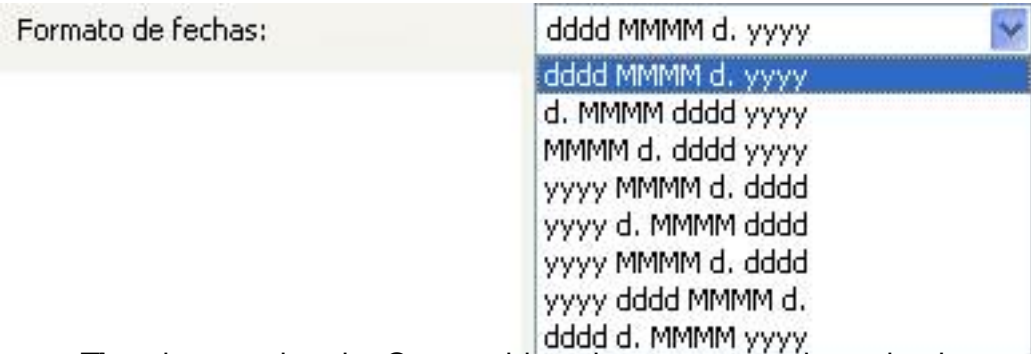 Formato de fechas:
dddd MMMM d. yyyy
dddd MMMM d. yyyy
d. MMMM dddd yyyy
MMMM d. dddd yyyy
yyyy MMMM d. dddd
yyyy d. MMMM dddd
yyyy MMMM d. dddd
yyyy dddd MMMM d.
dddd d. MMMM yyyy